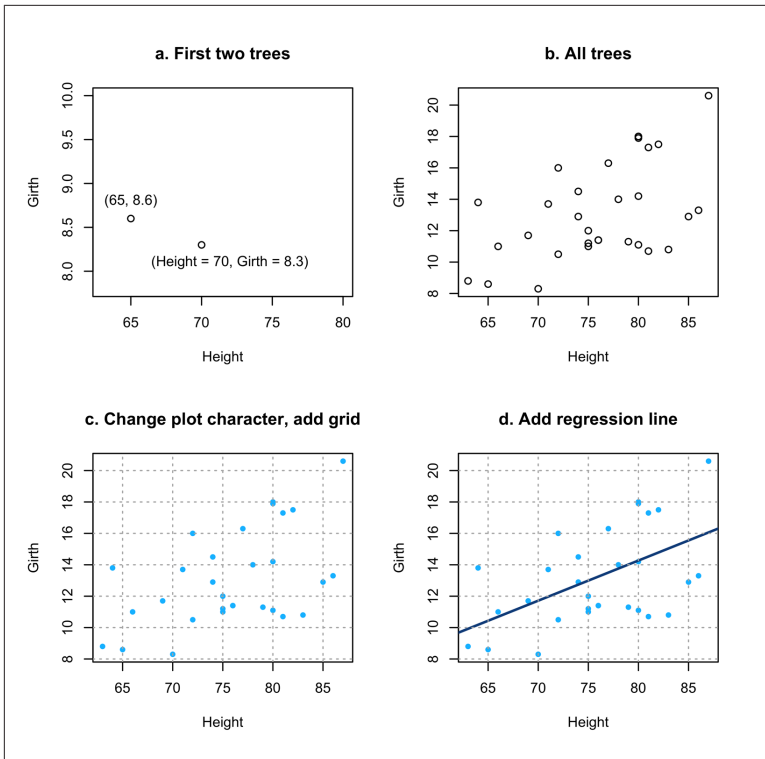 a. First two trees
Girth
10.0
9.5
9.0
8.5
8.0
(65, 8.6)
(Height = 70, Girth = 8.3)
65 70 75 80
Height
b. All trees
Girth
20
18
16
14
12
10
8
65 70 75 80 85
Height
c. Change plot character, add grid
Girth
20
18
16
14
12
10
8
65 70 75 80 85
Height
d. Add regression line
Girth
20
18
16
14
12
10
8
65 70 75 80 85
Height